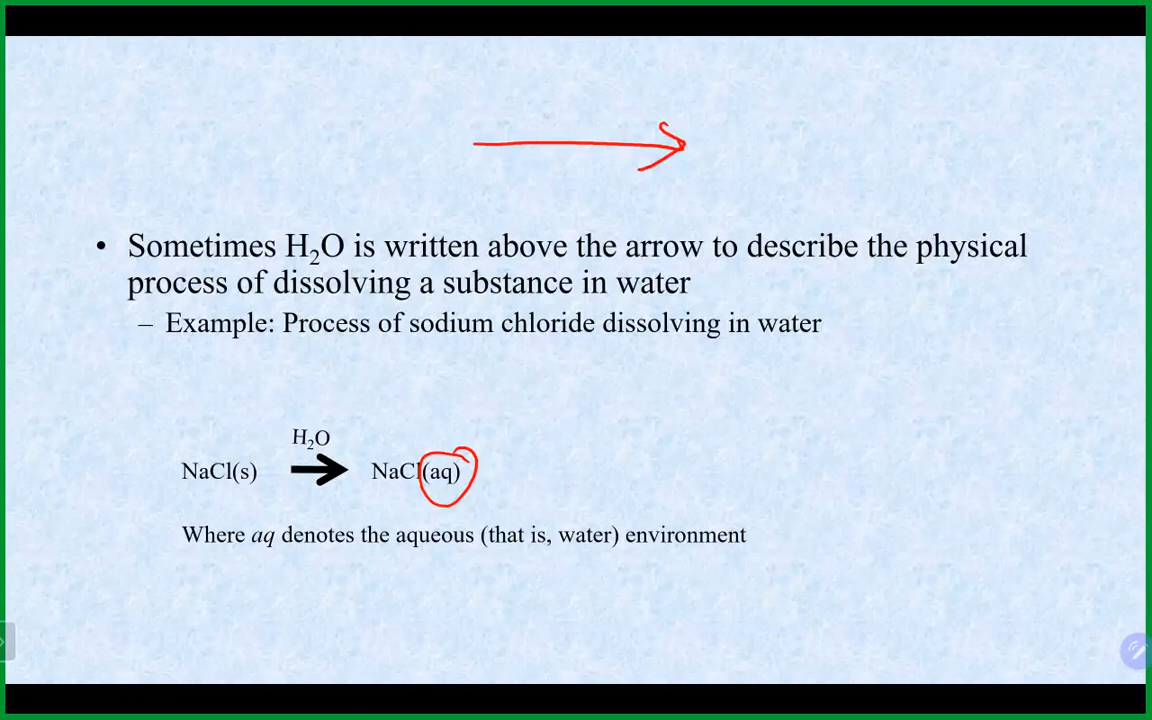 • Sometimes H₂O is written above the arrow to describe the physical
process of dissolving a substance in water
– Example: Process of sodium chloride dissolving in water
H₂O
NaCl(s) → NaCl(aq)
Where aq denotes the aqueous (that is, water) environment